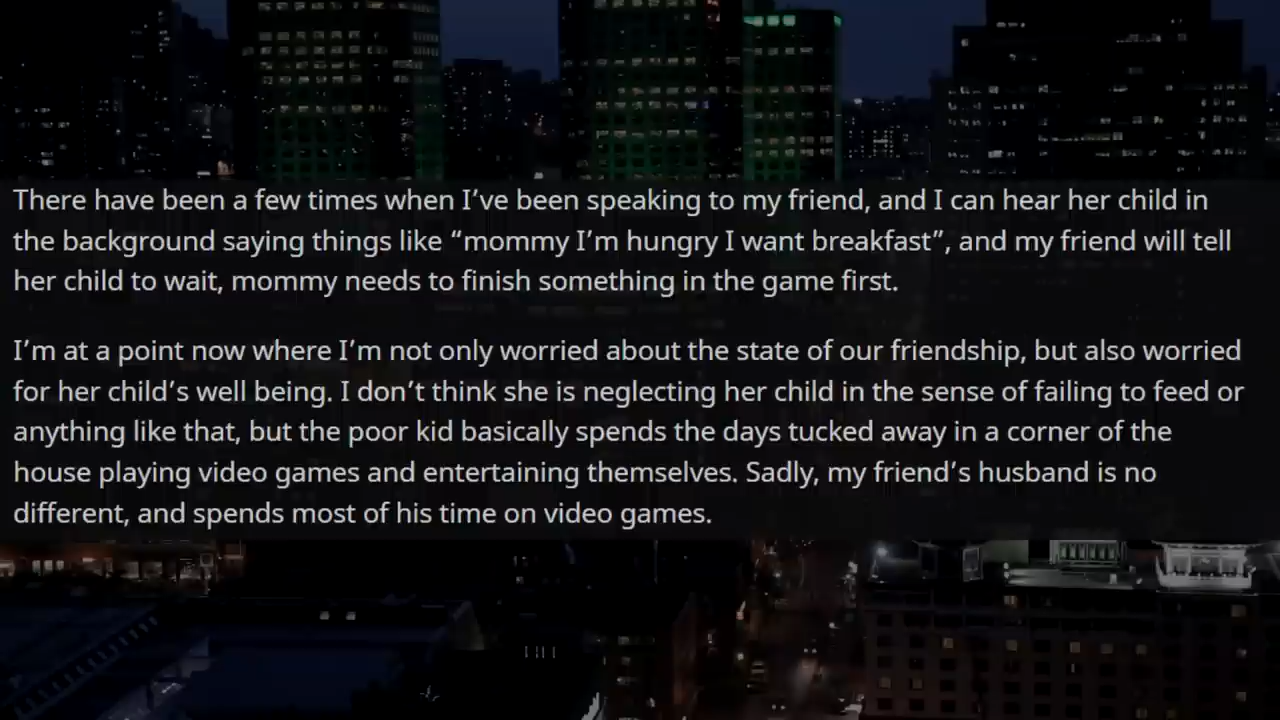 There have been a few times when I’ve been speaking to my friend, and I can hear her child in
the background saying things like “mommy I’m hungry I want breakfast”, and my friend will tell
her child to wait, mommy needs to finish something in the game first.
I’m at a point now where I’m not only worried about the state of our friendship, but also worried
for her child’s well being. I don’t think she is neglecting her child in the sense of failing to feed or
anything like that, but the poor kid basically spends the days tucked away in a corner of the
house playing video games and entertaining themselves. Sadly, my friend’s husband is no
different, and spends most of his time on video games.